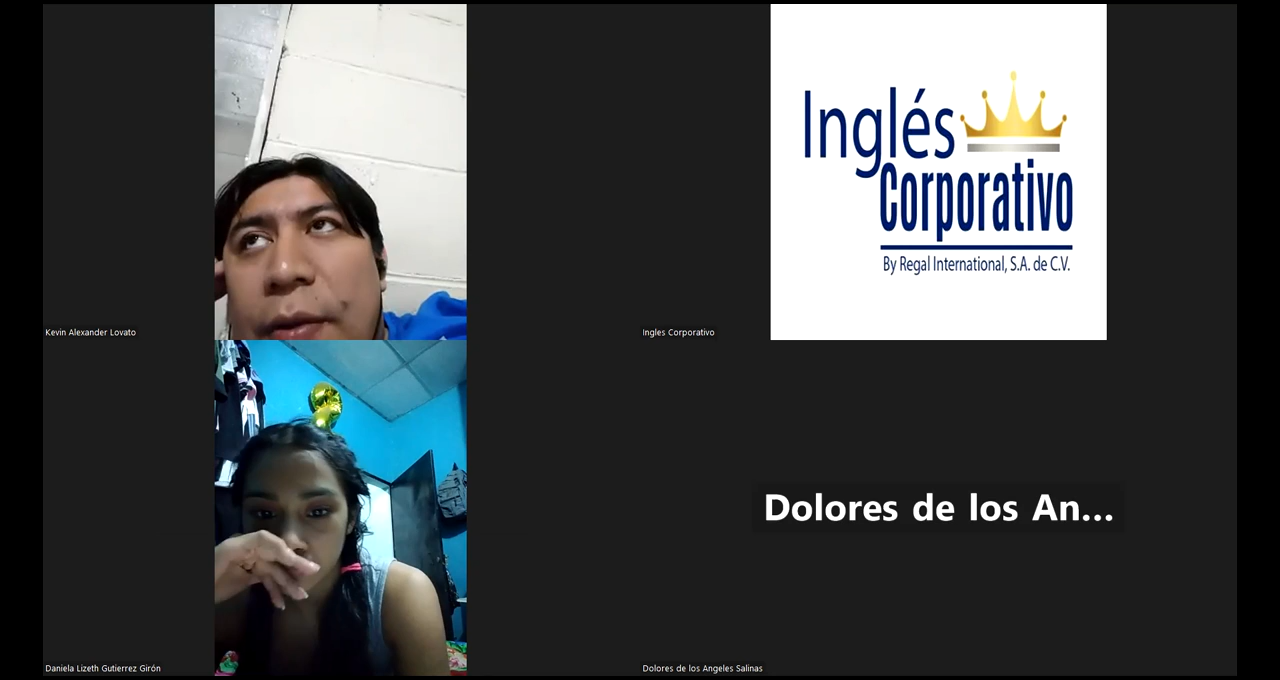 Inglés
Corporativo
By Regal International, S.A. de C.V.
Kevin Alexander Lovato
Ingles Corporativo
Dolores de los An...
Daniela Lizeth Gutierrez Girón
Dolores de los Angeles Salinas